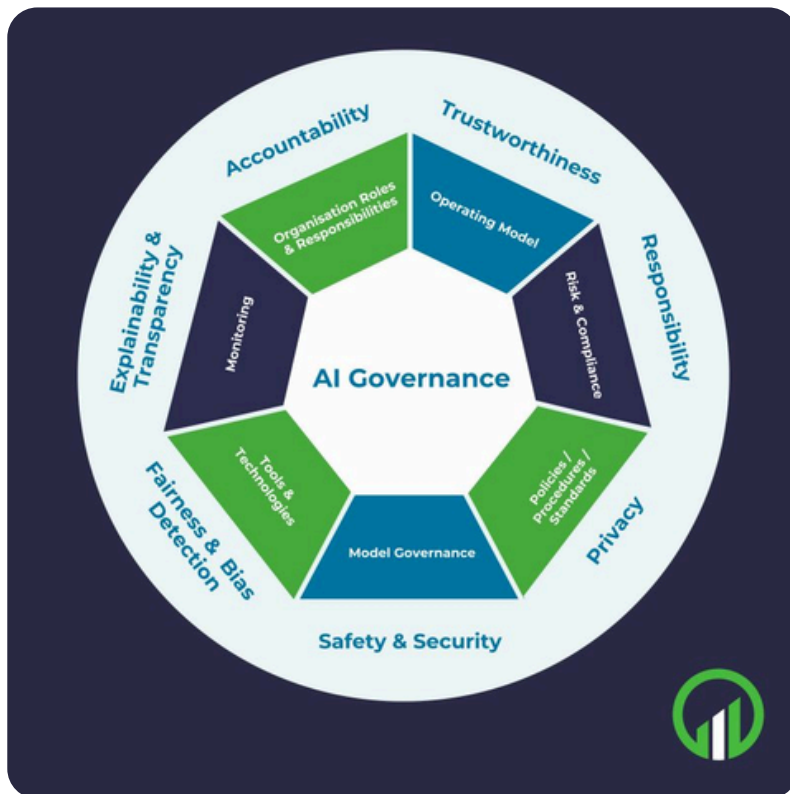 Accountability
Trustworthiness
Organisation Roles
& Responsibilities
Operating Model
Explainability &
Transparency
Monitoring
Risk & Compliance
Responsibility
AI Governance
Tools &
Technologies
Policies /
Procedures /
Standards
Fairness & Bias
Detection
Model Governance
Privacy
Safety & Security